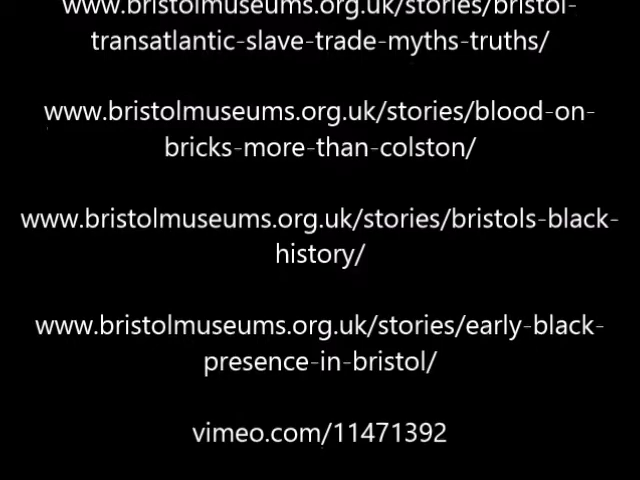 www.bristolmuseums.org.uk/stories/bristol-
transatlantic-slave-trade-myths-truths/
www.bristolmuseums.org.uk/stories/blood-on-
bricks-more-than-colston/
www.bristolmuseums.org.uk/stories/bristols-black-
history/
www.bristolmuseums.org.uk/stories/early-black-
presence-in-bristol/
vimeo.com/11471392